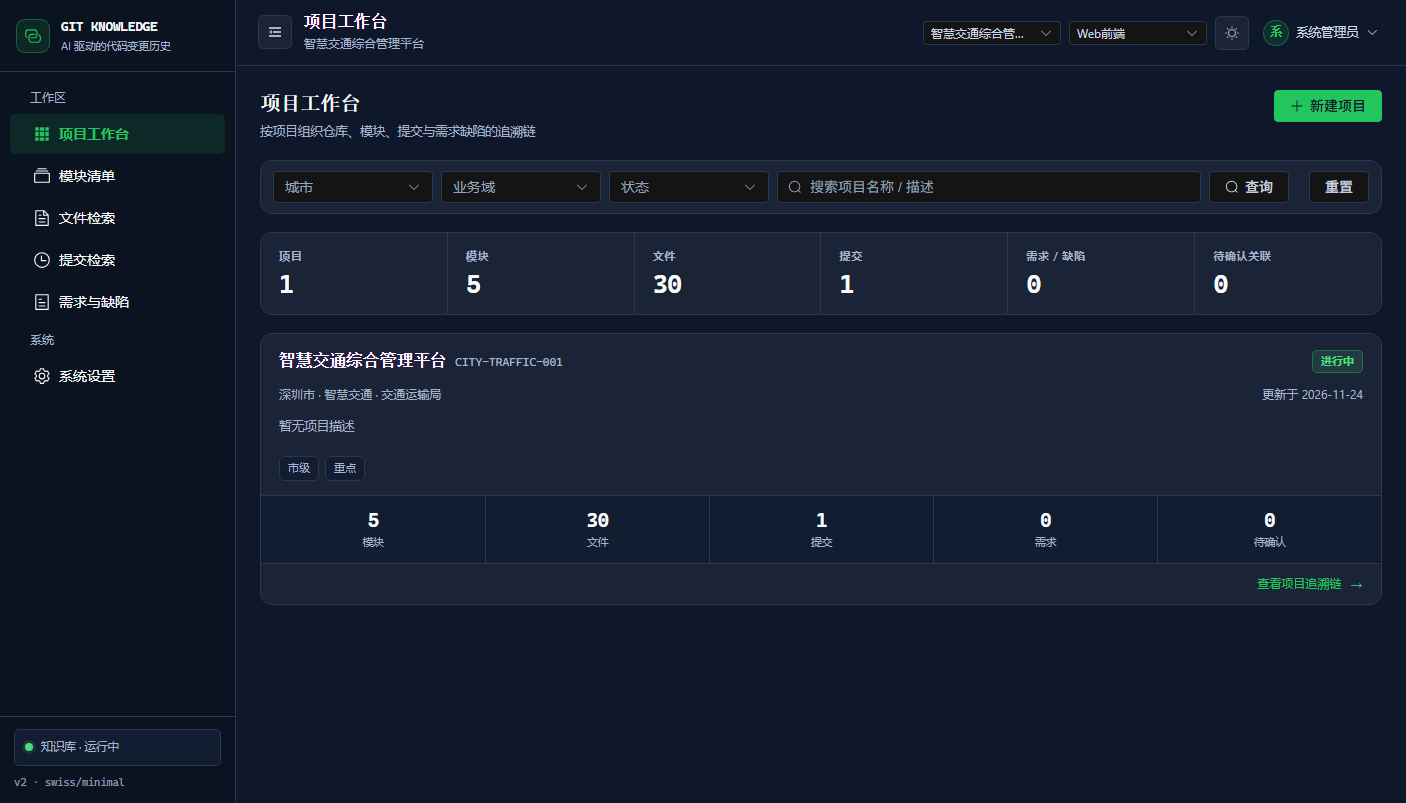 GIT KNOWLEDGE
AI 驱动的代码变更历史
工作区
项目工作台
模块清单
文件检索
提交检索
需求与缺陷
系统
系统设置
知识库 · 运行中
v2 · swiss/minimal
项目工作台
智慧交通综合管理平台
智慧交通综合管...
Web前端
系
系统管理员
项目工作台
按项目组织仓库、模块、提交与需求缺陷的追溯链
新建项目
城市
业务域
状态
搜索项目名称 / 描述
查询
重置
项目
1
模块
5
文件
30
提交
1
需求 / 缺陷
0
待确认关联
0
智慧交通综合管理平台 CITY-TRAFFIC-001
进行中
深圳市 · 智慧交通 · 交通运输局
更新于 2026-11-24
暂无项目描述
市级
重点
5
模块
30
文件
1
提交
0
需求
0
待确认
查看项目追溯链 →